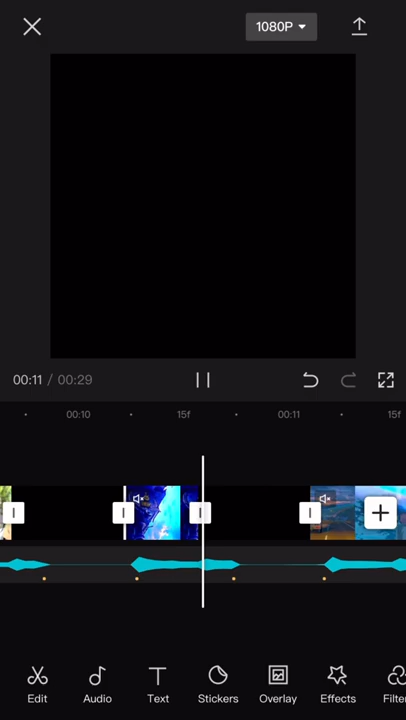 1080P
00:11 / 00:29
00:10 15f 00:11 15f
Edit Audio Text Stickers Overlay Effects Filter